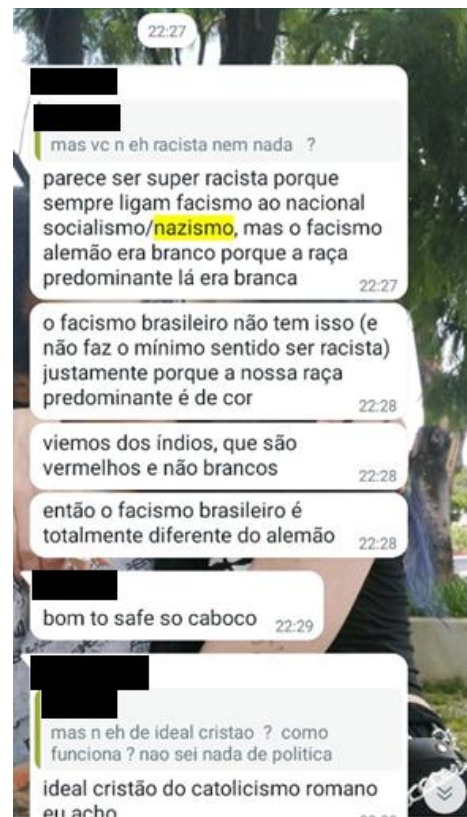 22:27
mas vc n eh racista nem nada ?
parece ser super racista porque
sempre ligam facismo ao nacional
socialismo/nazismo, mas o facismo
alemão era branco porque a raça
predominante lá era branca
22:27
o facismo brasileiro não tem isso (e
não faz o mínimo sentido ser racista)
justamente porque a nossa raça
predominante é de cor
22:28
viemos dos índios, que são
vermelhos e não brancos
22:28
então o facismo brasileiro é
totalmente diferente do alemão
22:28
bom to safe so caboco
22:29
mas n eh de ideal cristao ? como
funciona ? nao sei nada de politica
ideal cristão do catolicismo romano
eu acho